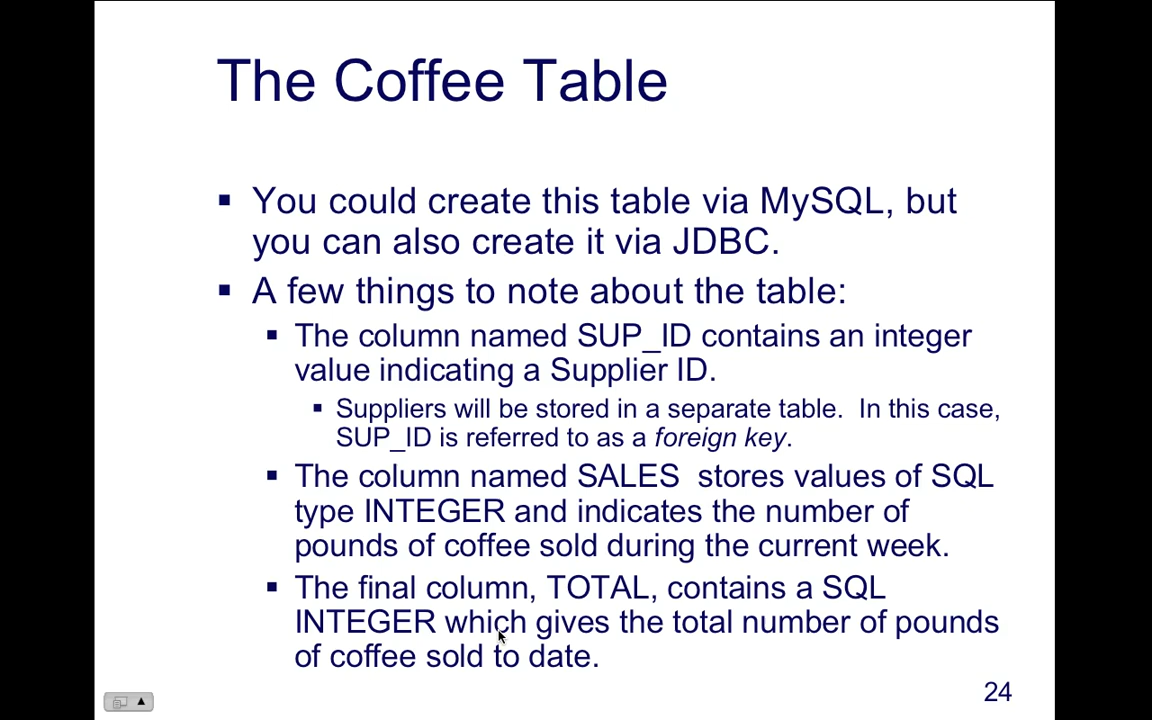 The Coffee Table
▪ You could create this table via MySQL, but
you can also create it via JDBC.
▪ A few things to note about the table:
▪ The column named SUP_ID contains an integer
value indicating a Supplier ID.
▪ Suppliers will be stored in a separate table.  In this case,
SUP_ID is referred to as a foreign key.
▪ The column named SALES  stores values of SQL
type INTEGER and indicates the number of
pounds of coffee sold during the current week.
▪ The final column, TOTAL, contains a SQL
INTEGER which gives the total number of pounds
of coffee sold to date.
24